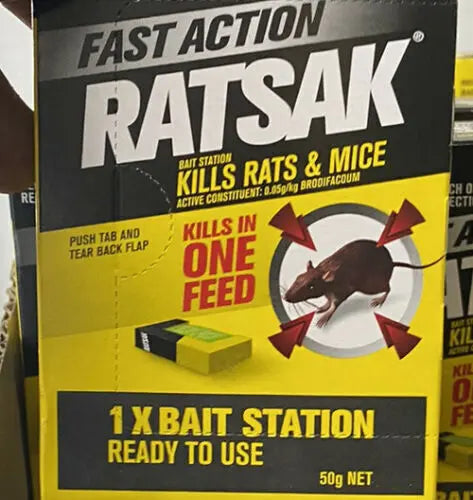 FAST ACTION
RATSAK®
BAIT STATION
KILLS RATS & MICE
ACTIVE CONSTITUENT: 0.05g/kg BRODIFACOUM
PUSH TAB AND
TEAR BACK FLAP
KILLS IN
ONE
FEED
RATSAK
1 X BAIT STATION
READY TO USE
50g NET